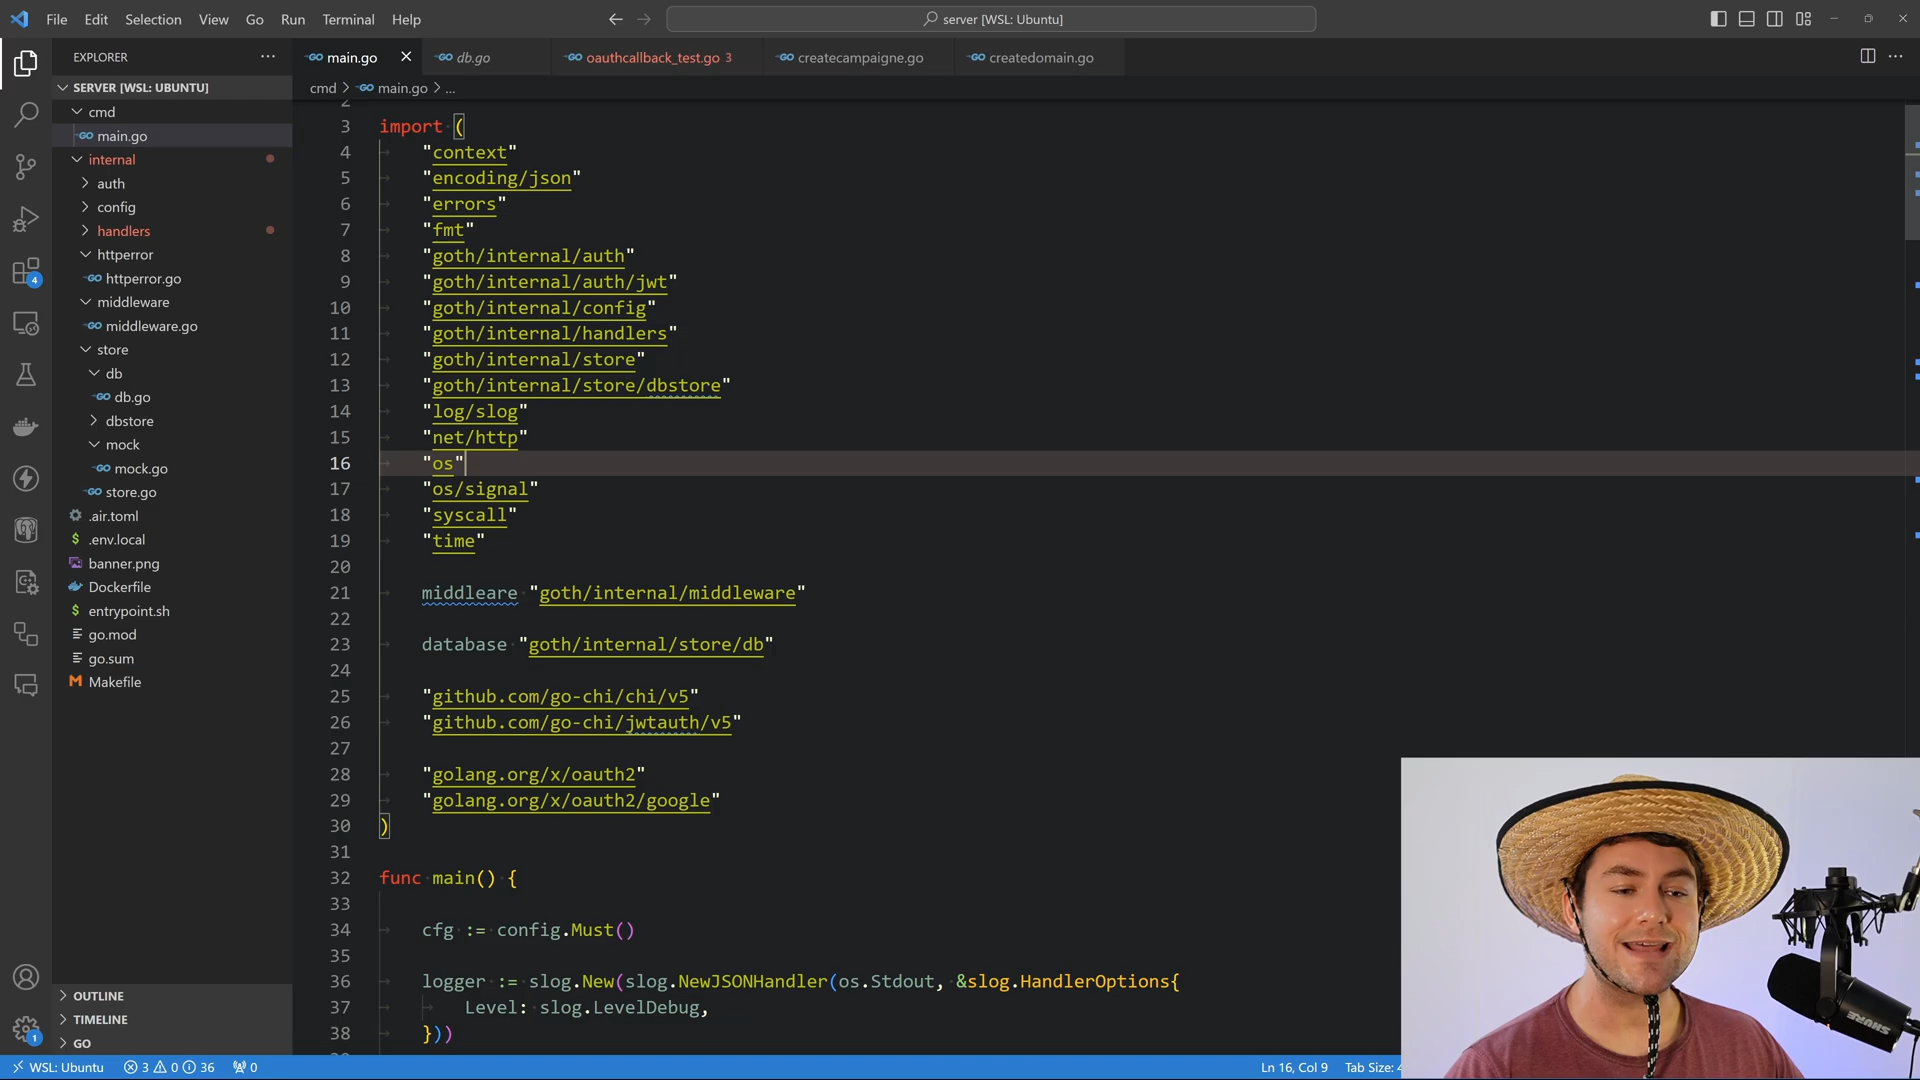 File Edit Selection View Go Run Terminal Help
server [WSL: Ubuntu]
EXPLORER
main.go
db.go
oauthcallback_test.go 3
createcampaigne.go
createdomain.go
SERVER [WSL: UBUNTU]
cmd
main.go
internal
auth
config
handlers
httperror
httperror.go
middleware
middleware.go
store
db
db.go
dbstore
mock
mock.go
store.go
.air.toml
.env.local
banner.png
Dockerfile
entrypoint.sh
go.mod
go.sum
Makefile
OUTLINE
TIMELINE
GO
4
1
cmd > main.go > ...
2
3 import (
4 "context"
5 "encoding/json"
6 "errors"
7 "fmt"
8 "goth/internal/auth"
9 "goth/internal/auth/jwt"
10 "goth/internal/config"
11 "goth/internal/handlers"
12 "goth/internal/store"
13 "goth/internal/store/dbstore"
14 "log/slog"
15 "net/http"
16 "os"
17 "os/signal"
18 "syscall"
19 "time"
20
21 middleare "goth/internal/middleware"
22
23 database "goth/internal/store/db"
24
25 "github.com/go-chi/chi/v5"
26 "github.com/go-chi/jwtauth/v5"
27
28 "golang.org/x/oauth2"
29 "golang.org/x/oauth2/google"
30 )
31
32 func main() {
33
34 cfg := config.Must()
35
36 logger := slog.New(slog.NewJSONHandler(os.Stdout, &slog.HandlerOptions{
37 Level: slog.LevelDebug,
38 }))
WSL: Ubuntu 3 0 36 0 Ln 16, Col 9 Tab Size:
SHURE